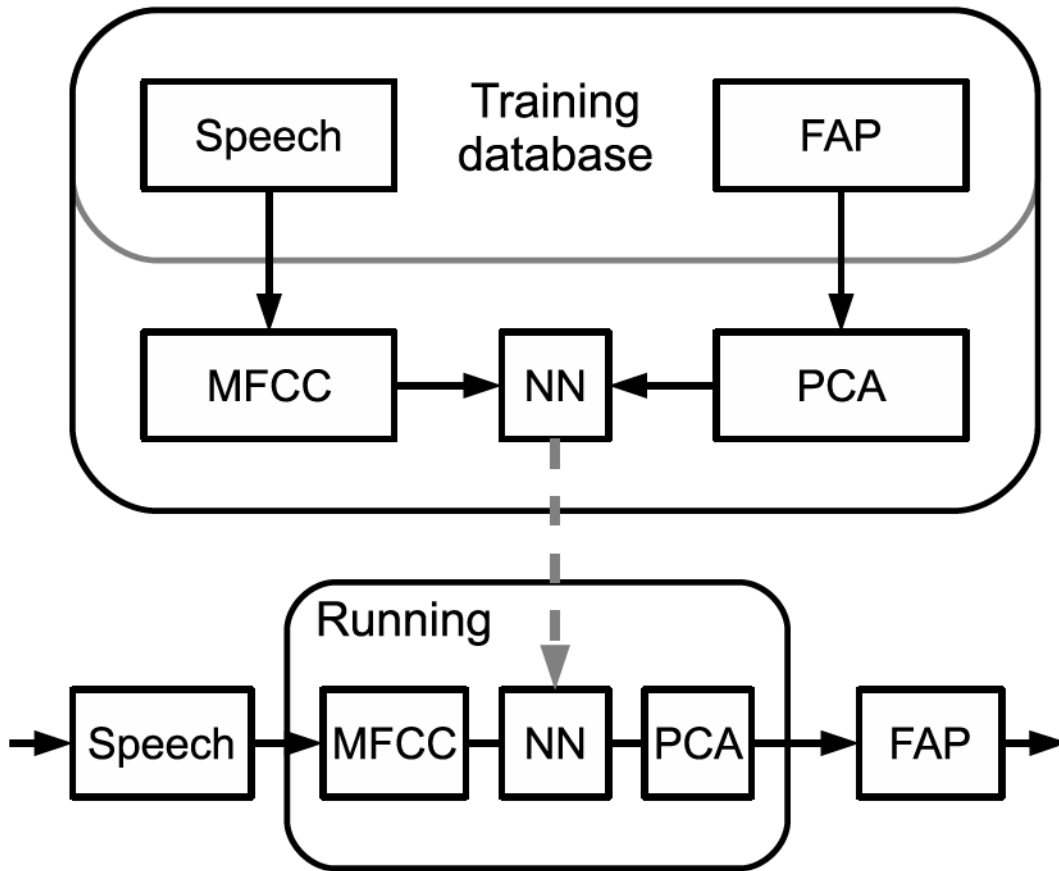 Speech
Training
database
FAP
MFCC
NN
PCA
Running
Speech
MFCC
NN
PCA
FAP